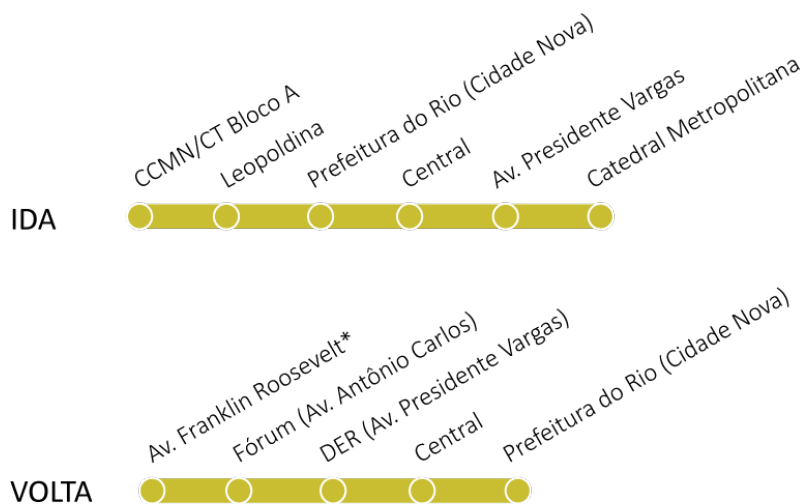 CCMN/CT Bloco A
Leopoldina
Prefeitura do Rio (Cidade Nova)
Central
Av. Presidente Vargas
Catedral Metropolitana
IDA
Av. Franklin Roosevelt*
Fórum (Av. Antônio Carlos)
DER (Av. Presidente Vargas)
Central
Prefeitura do Rio (Cidade Nova)
VOLTA